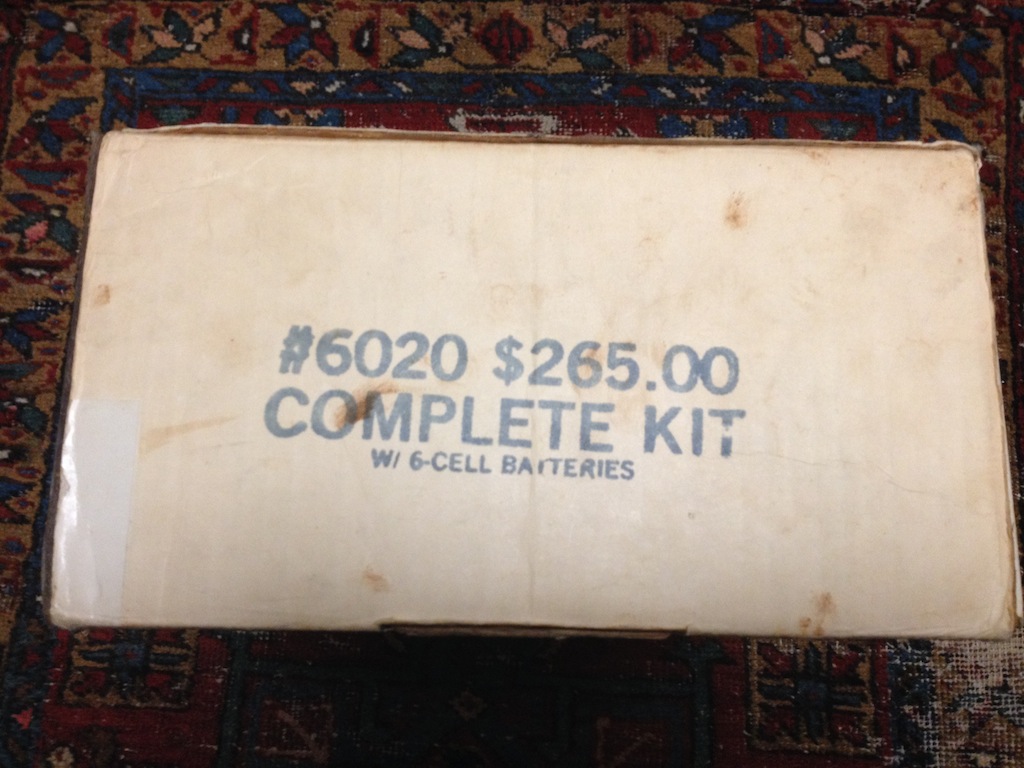 #6020 $265.00
COMPLETE KIT
W/ 6-CELL BATTERIES